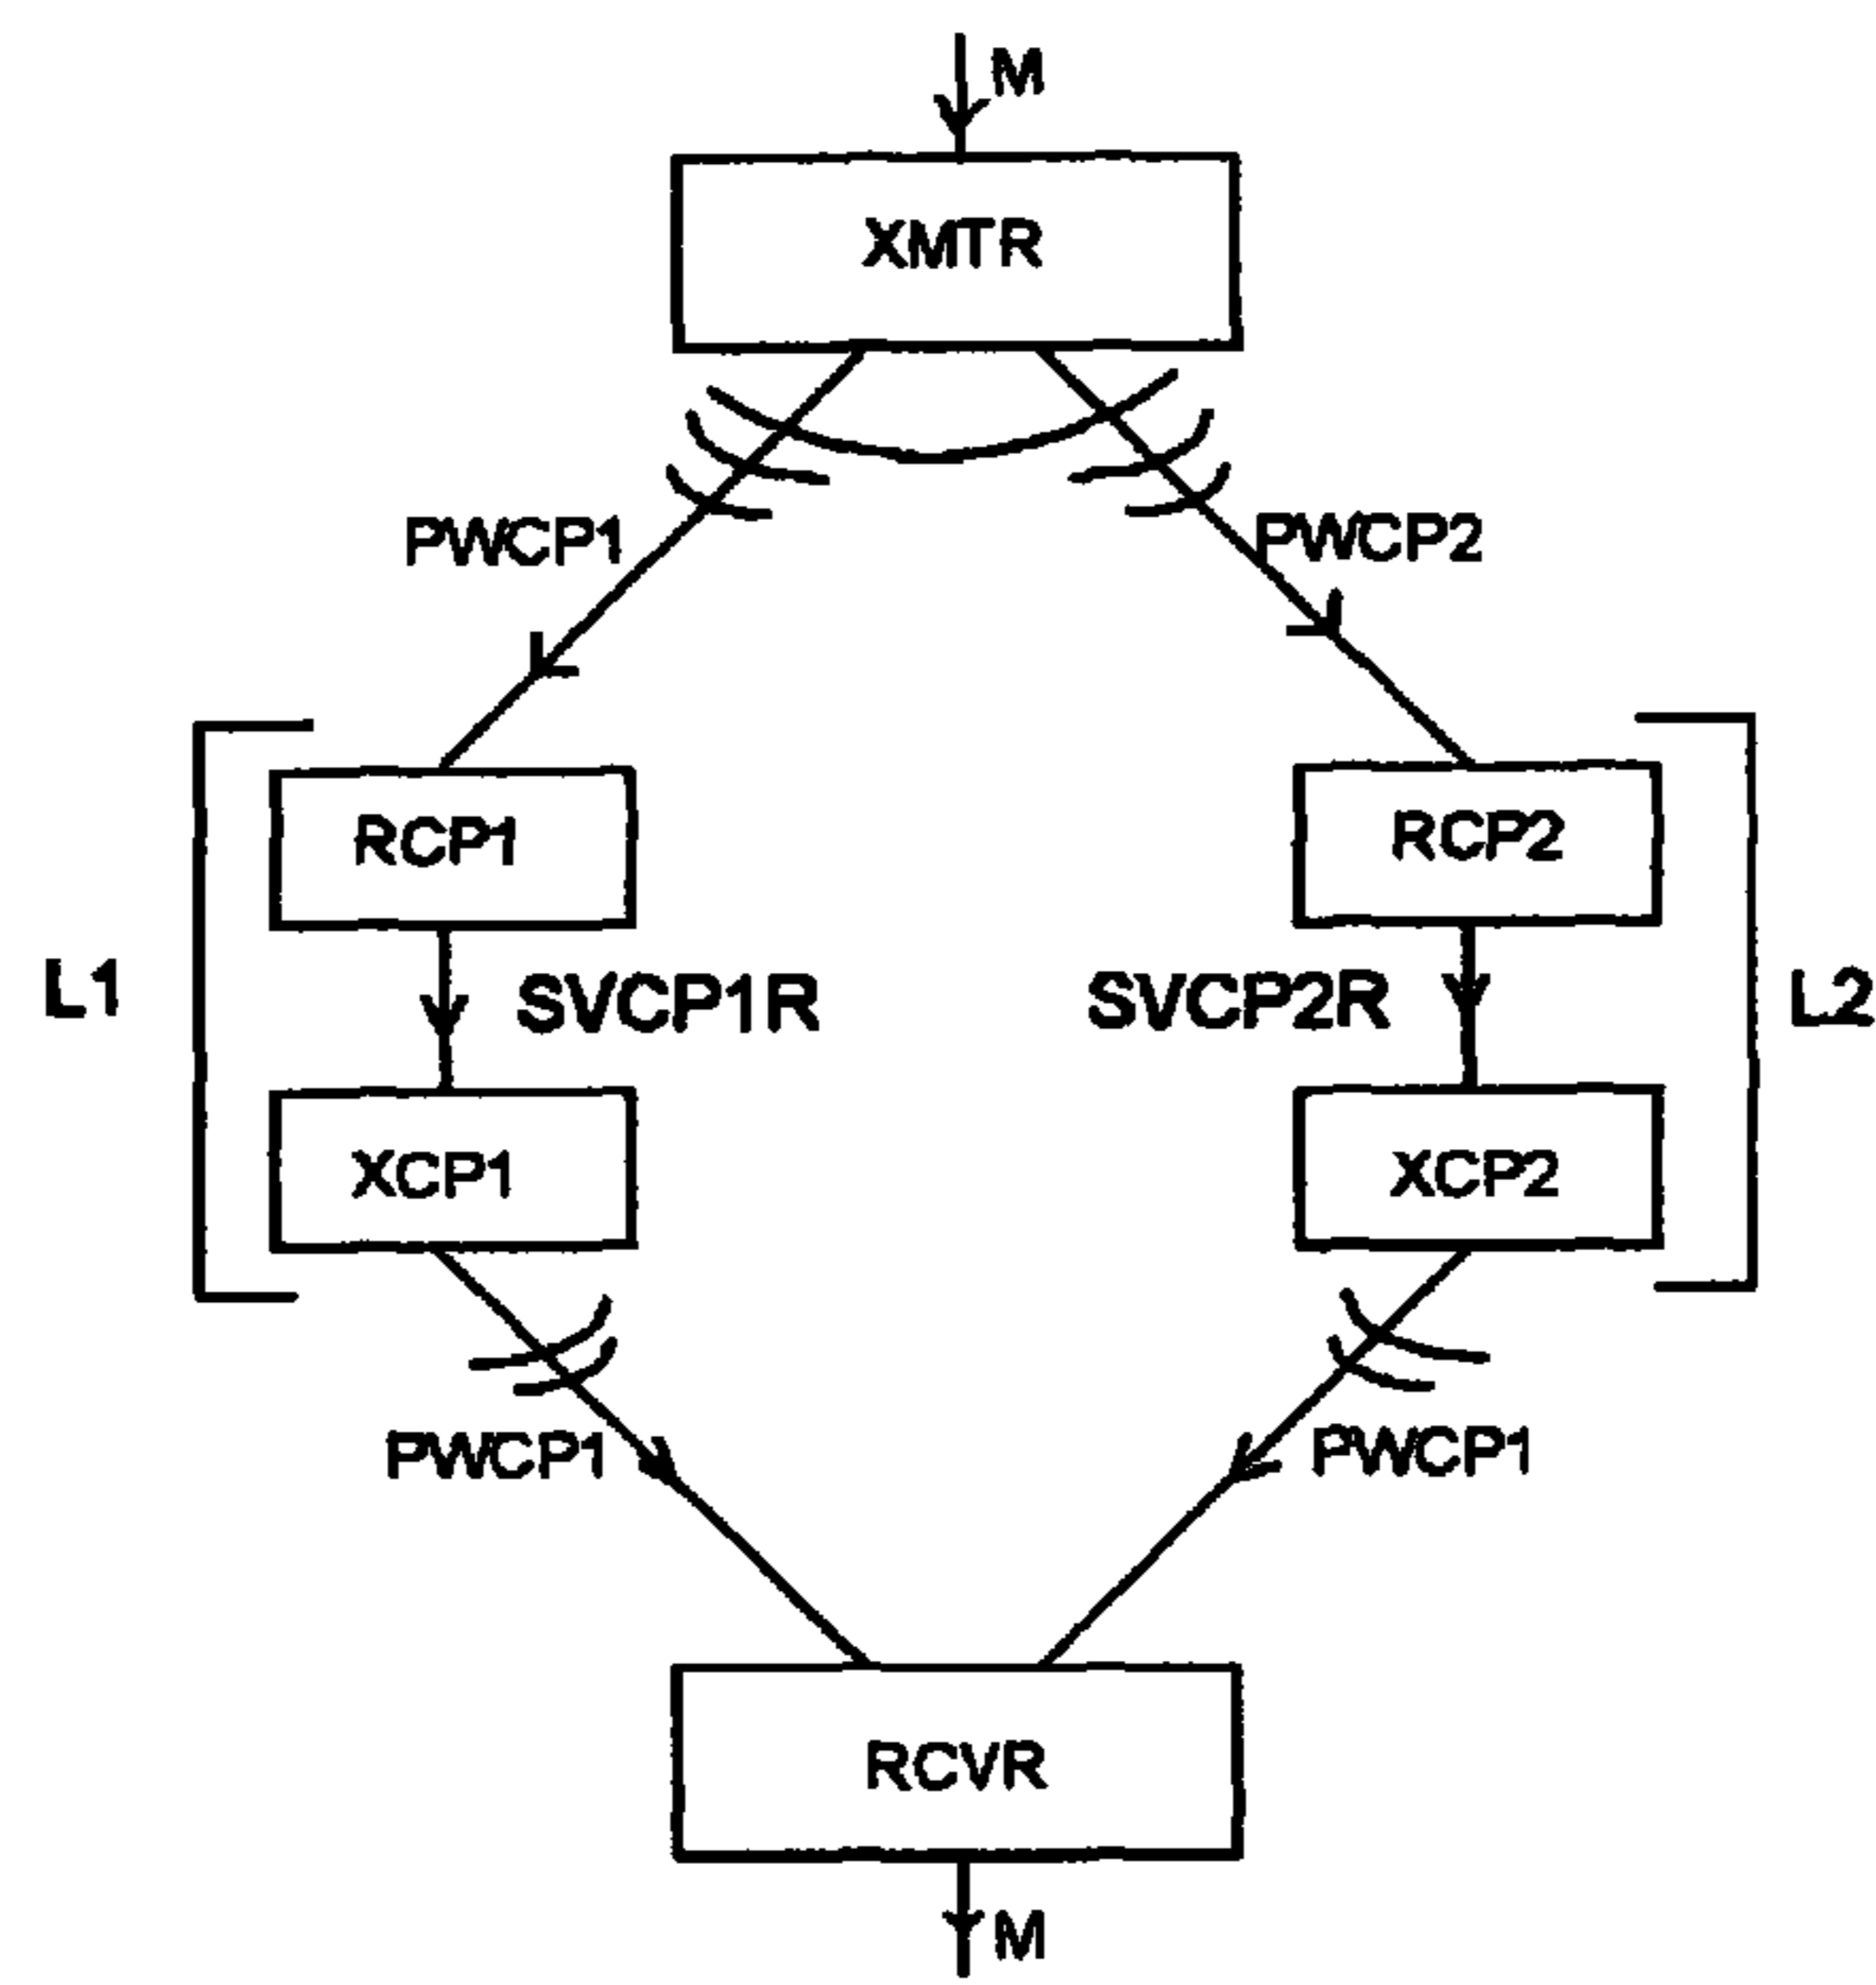 M
XMTR
PWCP1
PWCP2
RCP1
RCP2
L1
SVCP1R
SVCP2R
L2
XCP1
XCP2
PWCP1
PWCP1
RCVR
M